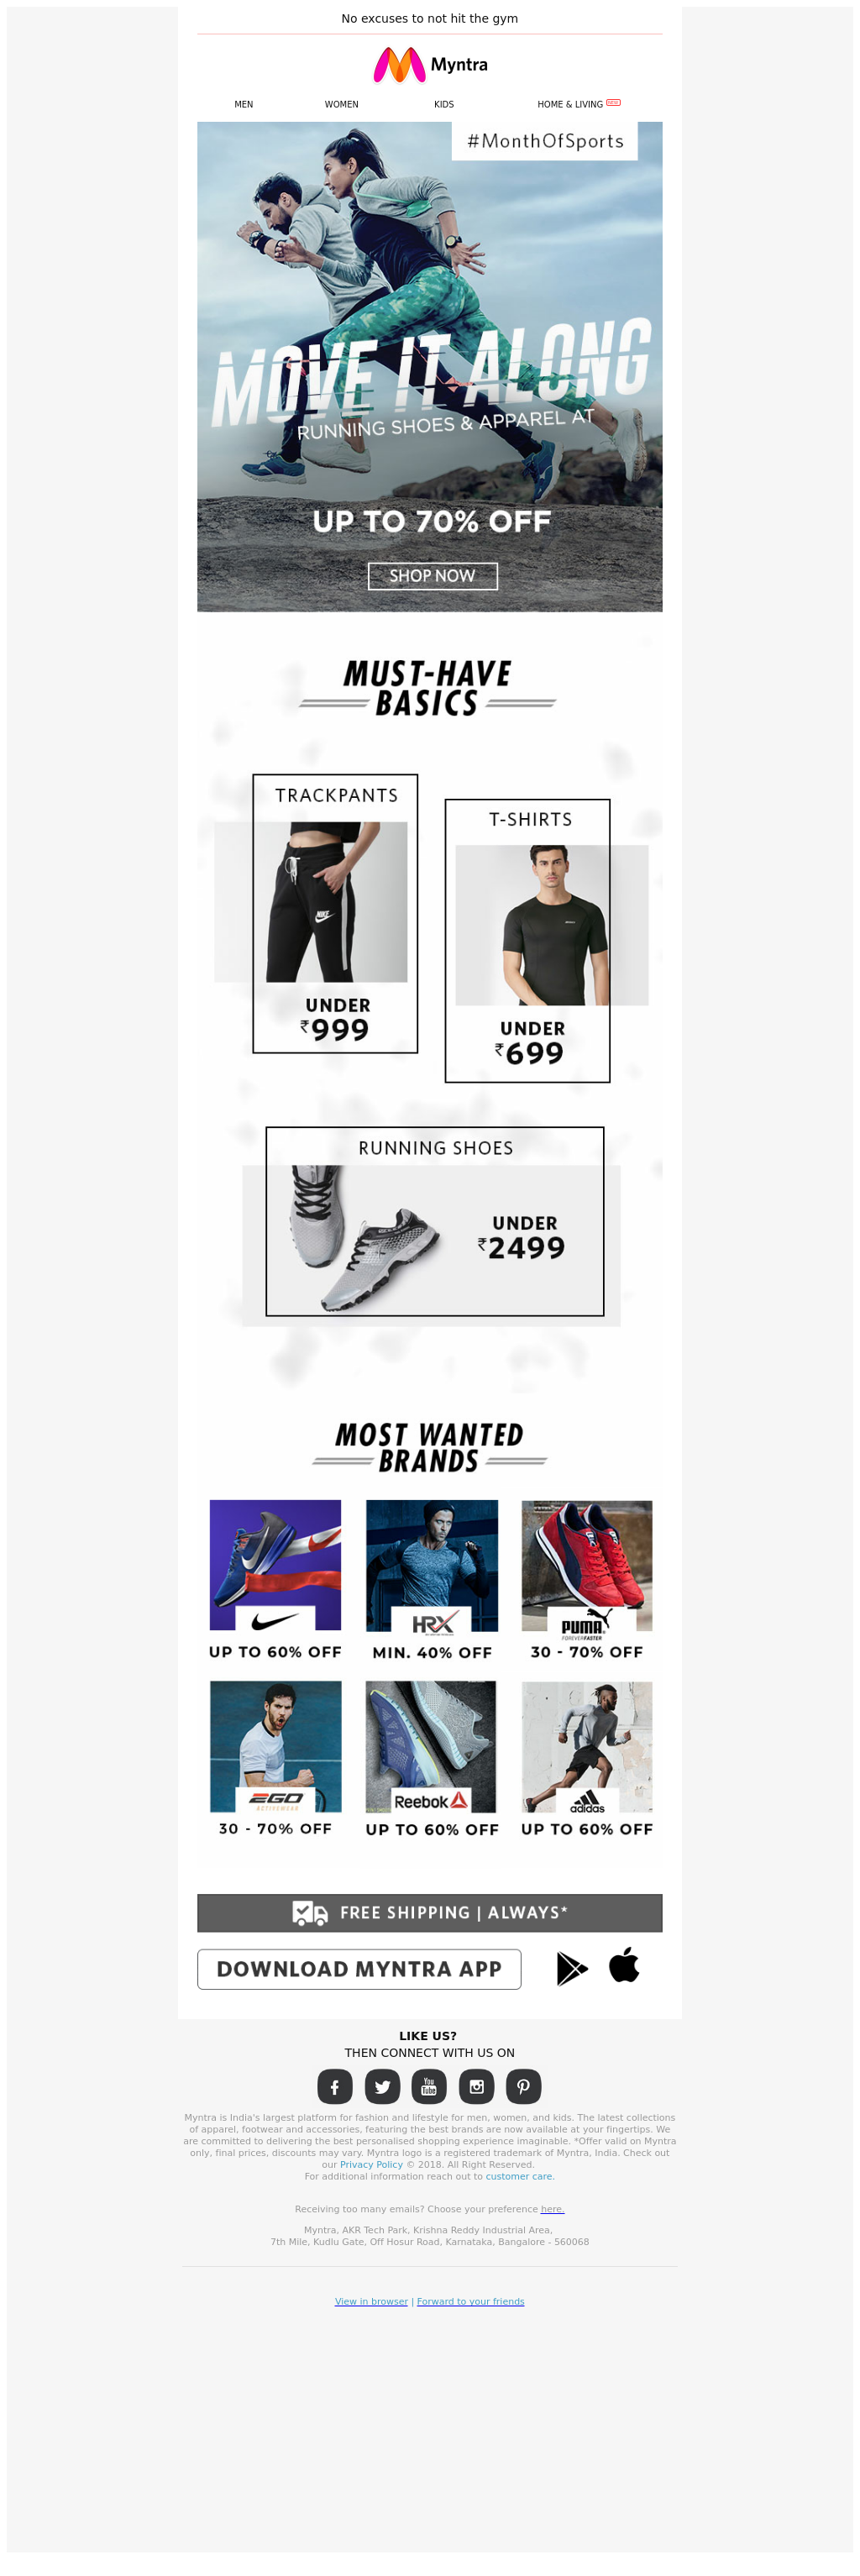 No excuses to not hit the gym
Myntra
MEN WOMEN KIDS HOME & LIVING NEW
#MonthOfSports
MOVE IT ALONG
RUNNING SHOES & APPAREL AT
UP TO 70% OFF
SHOP NOW
MUST-HAVE
BASICS
TRACKPANTS
NIKE
UNDER
₹999
T-SHIRTS
UNDER
₹699
RUNNING SHOES
UNDER
₹2499
MOST WANTED
BRANDS
HRX
PUMA
FOREVER FASTER
UP TO 60% OFF
MIN. 40% OFF
30 - 70% OFF
2GO
ACTIVEWEAR
Reebok
adidas
30 - 70% OFF
UP TO 60% OFF
UP TO 60% OFF
FREE SHIPPING | ALWAYS*
DOWNLOAD MYNTRA APP
LIKE US?
THEN CONNECT WITH US ON
You
Tube
Myntra is India's largest platform for fashion and lifestyle for men, women, and kids. The latest collections
of apparel, footwear and accessories, featuring the best brands are now available at your fingertips. We
are committed to delivering the best personalised shopping experience imaginable. *Offer valid on Myntra
only, final prices, discounts may vary. Myntra logo is a registered trademark of Myntra, India. Check out
our Privacy Policy © 2018. All Right Reserved.
For additional information reach out to customer care.
Receiving too many emails? Choose your preference here.
Myntra, AKR Tech Park, Krishna Reddy Industrial Area,
7th Mile, Kudlu Gate, Off Hosur Road, Karnataka, Bangalore - 560068
View in browser | Forward to your friends